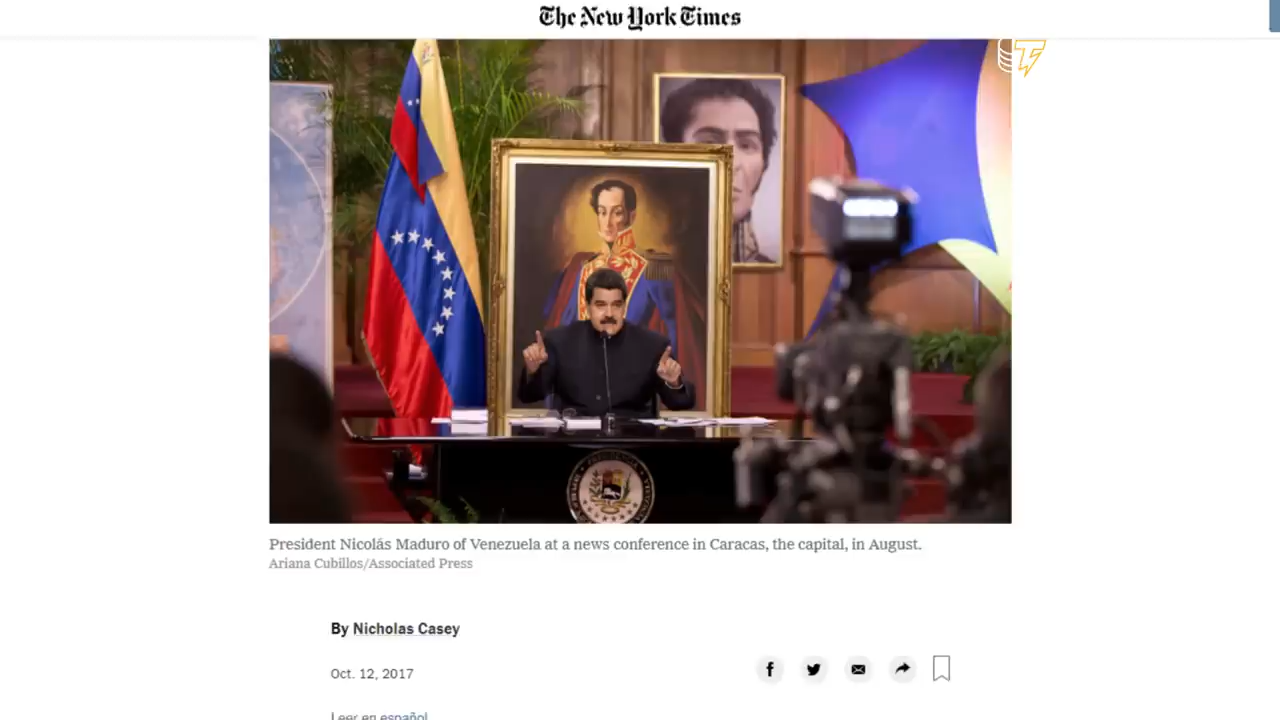 The New York Times
President Nicolás Maduro of Venezuela at a news conference in Caracas, the capital, in August.
Ariana Cubillos/Associated Press
By Nicholas Casey
Oct. 12, 2017
Leer en español